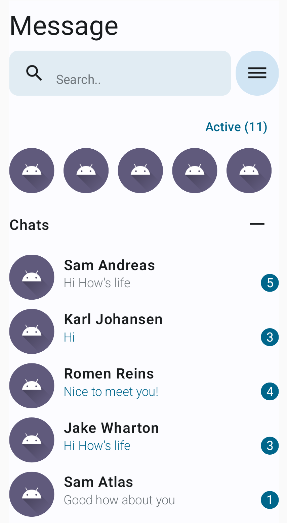 Message
Search..
Active (11)
Chats
Sam Andreas
Hi How's life
5
Karl Johansen
Hi
3
Romen Reins
Nice to meet you!
4
Jake Wharton
Hi How's life
3
Sam Atlas
Good how about you
1